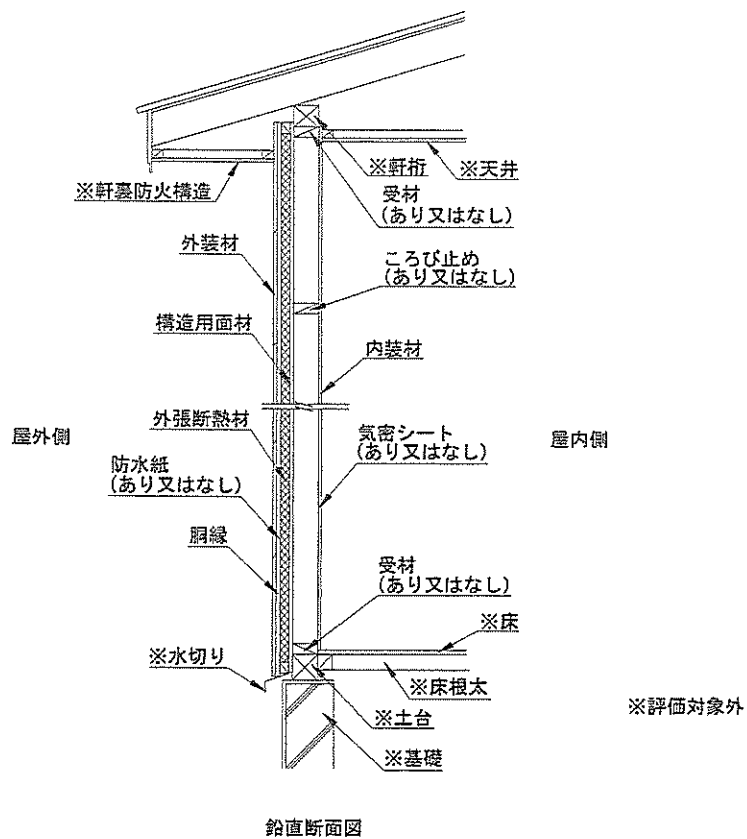 ※軒裏防火構造
※軒桁
※天井
受材
(あり又はなし)
外装材
ころび止め
(あり又はなし)
構造用面材
内装材
外張断熱材
屋外側
気密シート
(あり又はなし)
屋内側
防水紙
(あり又はなし)
胴縁
受材
(あり又はなし)
※床
※水切り
※床根太
※土台
※評価対象外
※基礎
鉛直断面図